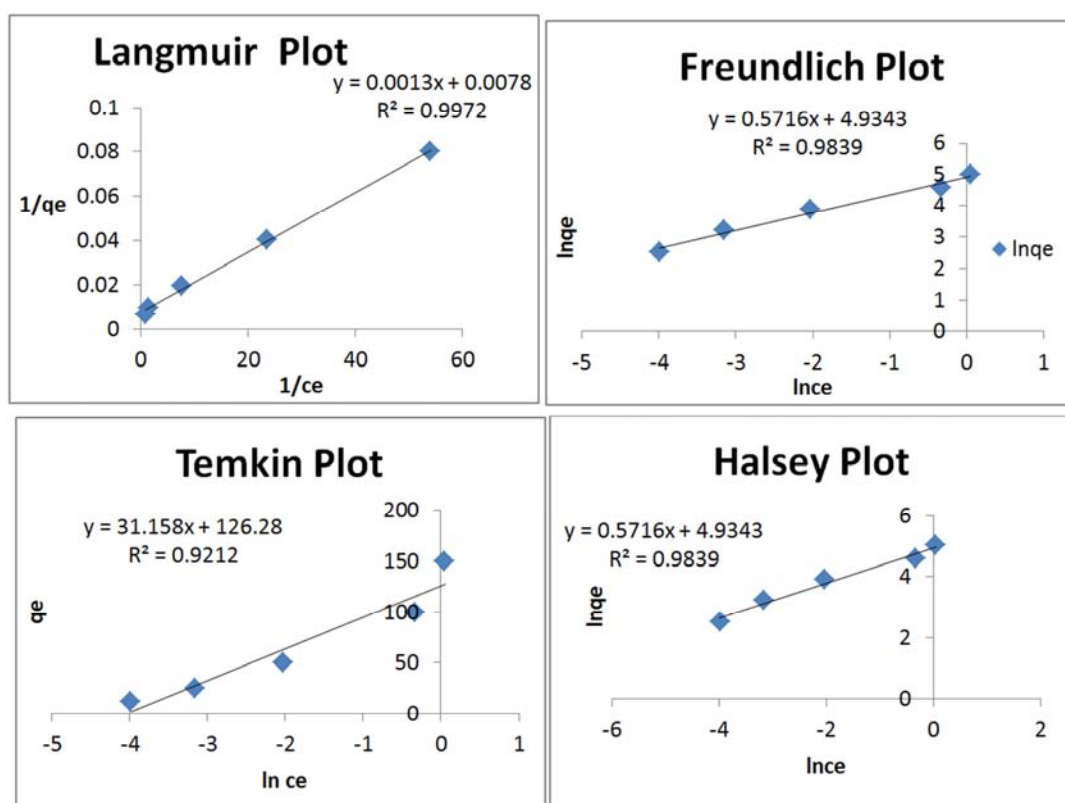 Langmuir Plot
y = 0.0013x + 0.0078
R² = 0.9972
0.1
0.08
0.06
0.04
0.02
0
1/qe
0 20 40 60
1/ce
Freundlich Plot
y = 0.5716x + 4.9343
R² = 0.9839
6
5
4
3
2
1
0
lnqe
lnqe
-5 -4 -3 -2 -1 0 1
lnce
Temkin Plot
y = 31.158x + 126.28
R² = 0.9212
200
150
100
50
0
qe
-5 -4 -3 -2 -1 0 1
ln ce
Halsey Plot
y = 0.5716x + 4.9343
R² = 0.9839
6
4
2
0
lnqe
-6 -4 -2 0 2
lnce